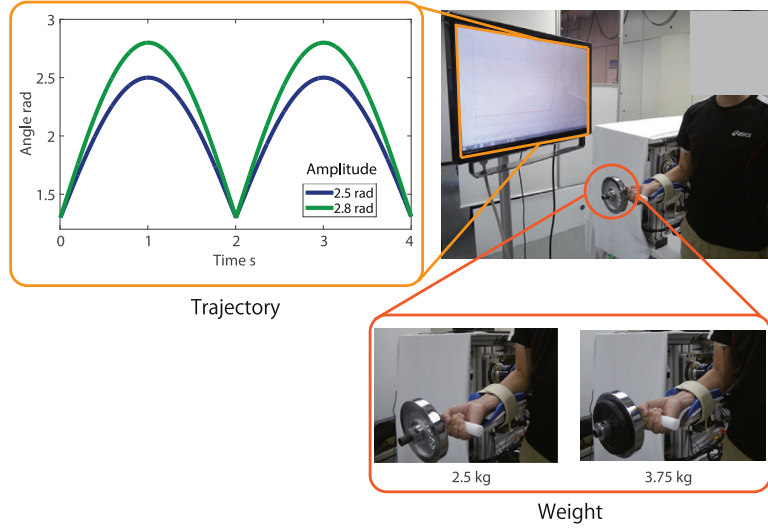 3
2.5
2
1.5
Angle rad
Amplitude
2.5 rad
2.8 rad
0
1
2
3
4
Time s
Trajectory
asics
2.5 kg
3.75 kg
Weight